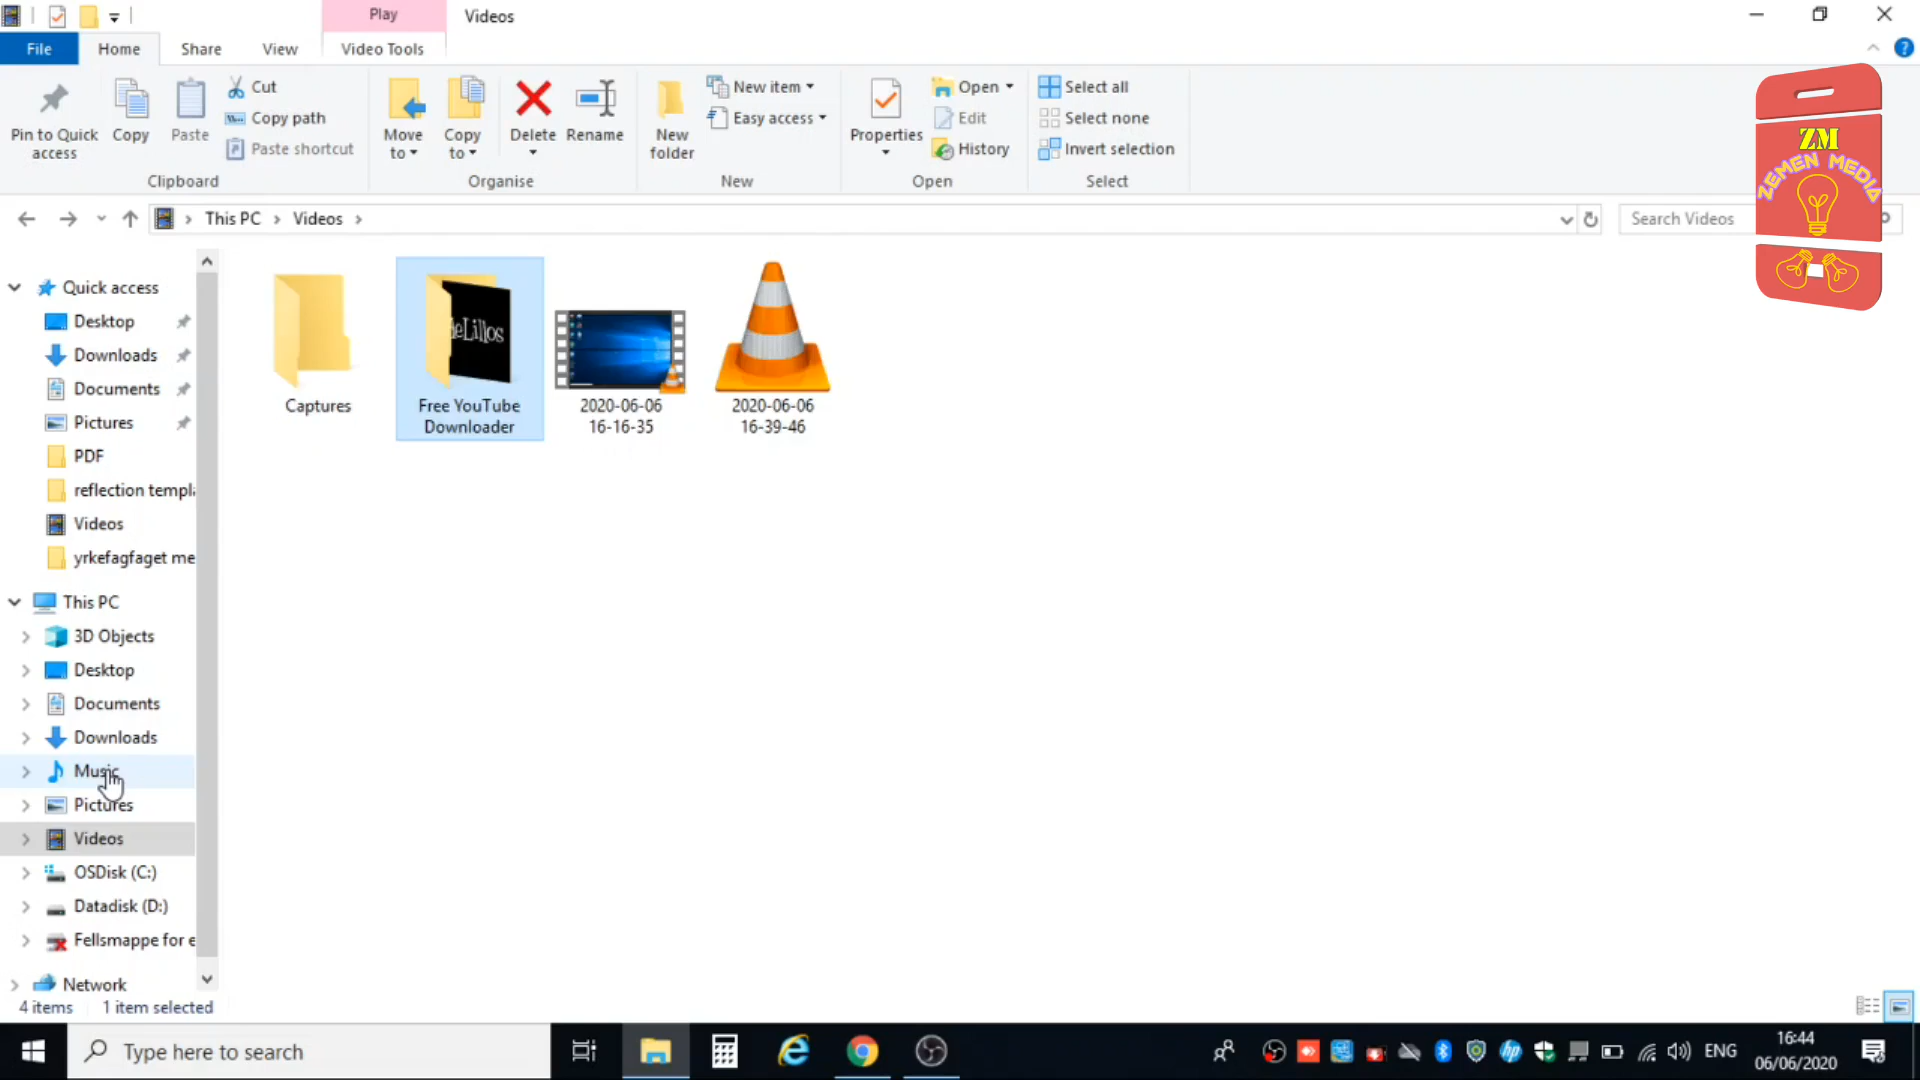 Play
Videos
File
Home
Share
View
Video Tools
Pin to Quick access
Copy
Paste
Cut
Copy path
Paste shortcut
Clipboard
Move to
Copy to
Delete
Rename
Organise
New folder
New item
Easy access
New
Properties
Open
Edit
History
Open
Select all
Select none
Invert selection
Select
ZM
ZEMEN MEDIA
This PC
Videos
Search Videos
Quick access
Desktop
Downloads
Documents
Pictures
PDF
reflection templ
Videos
yrkefagfaget me
This PC
3D Objects
Desktop
Documents
Downloads
Music
Pictures
Videos
OSDisk (C:)
Datadisk (D:)
Fellsmappe for e
Network
Captures
deLillos
Free YouTube
Downloader
2020-06-06
16-16-35
2020-06-06
16-39-46
4 items
1 item selected
Type here to search
ENG
16:44
06/06/2020